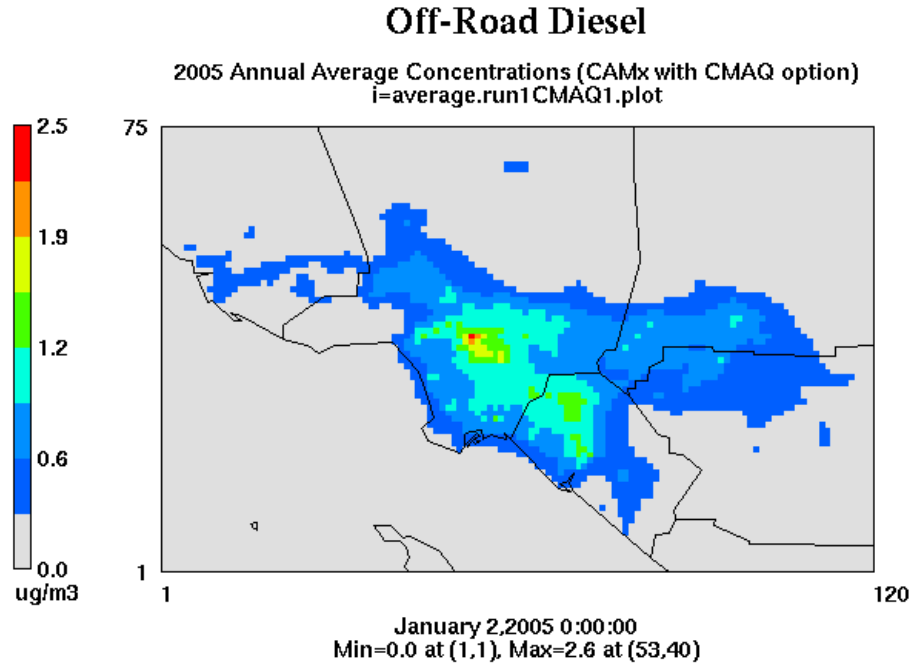 Off-Road Diesel
2005 Annual Average Concentrations (CAMx with CMAQ option)
i=average.run1CMAQ1.plot
2.5
1.9
1.2
0.6
0.0
ug/m3
75
1
1
120
January 2,2005 0:00:00
Min=0.0 at (1,1), Max=2.6 at (53,40)